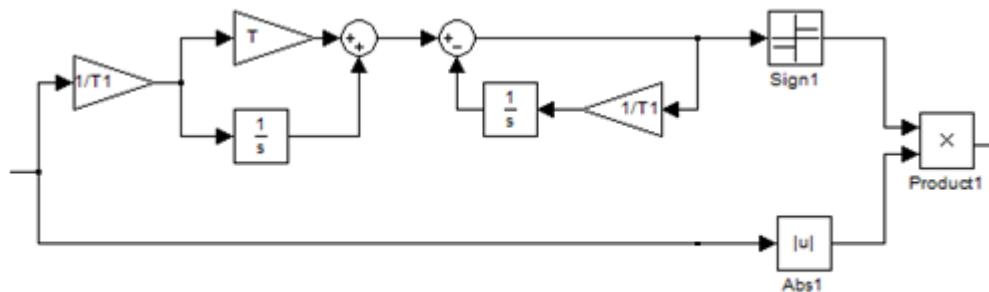 T
+
+
+
-
1/T1
Sign1
1
s
1
s
1/T1
×
Product1
|u|
Abs1